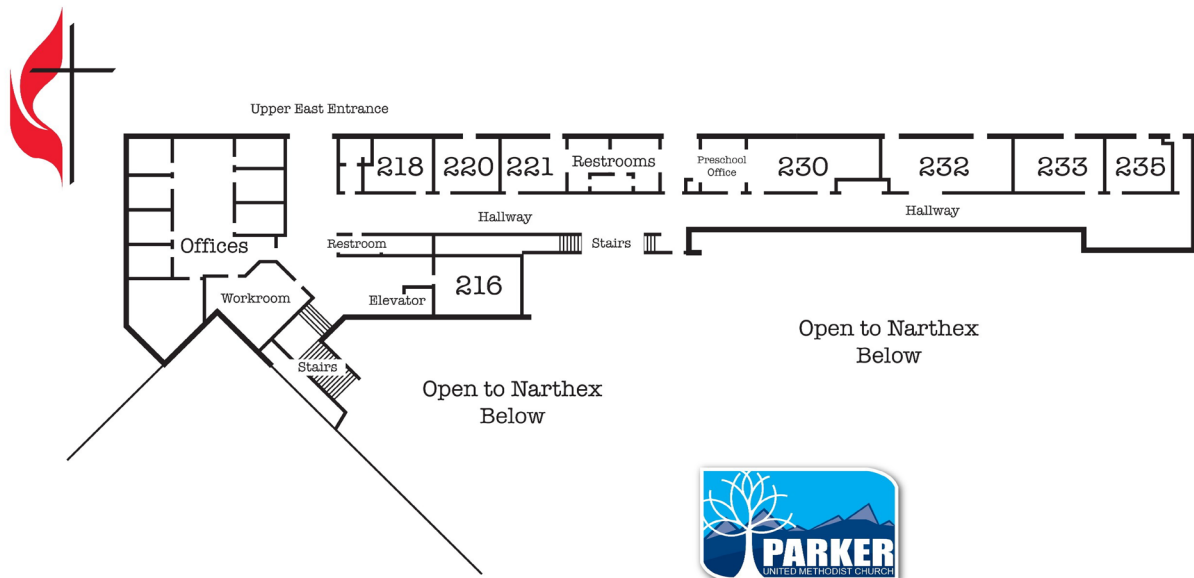 Upper East Entrance
218
220
221
Restrooms
Preschool
Office
230
232
233
235
Hallway
Hallway
Offices
Restroom
Stairs
Workroom
Elevator
216
Stairs
Open to Narthex
Below
Open to Narthex
Below
PARKER
UNITED METHODIST CHURCH